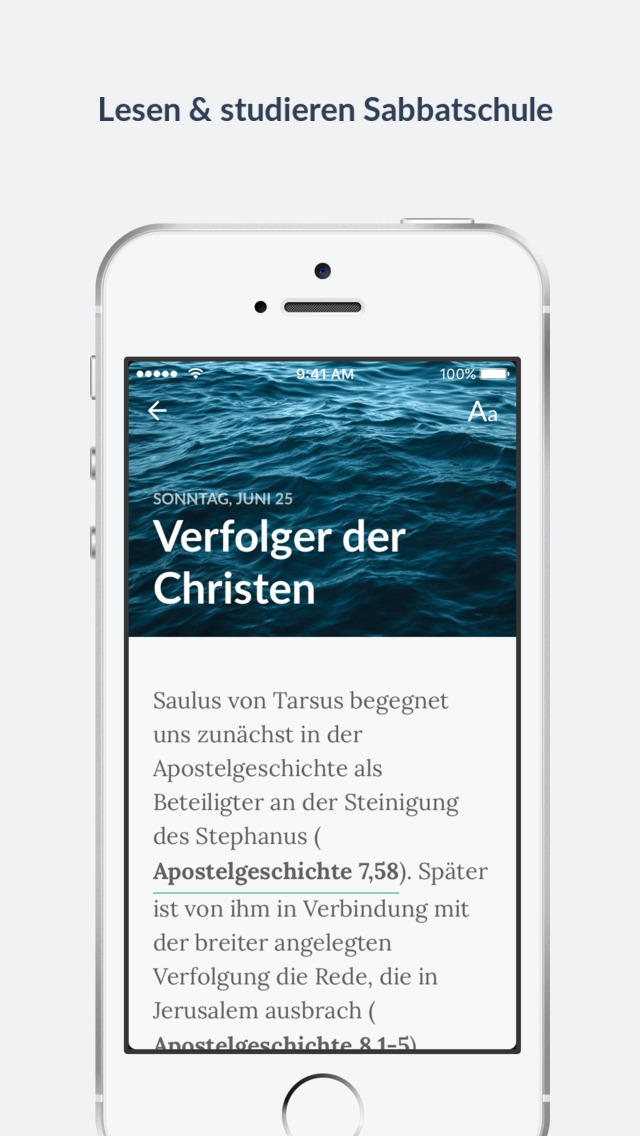 Lesen & studieren Sabbatschule
9:41 AM
100%
Aa
SONNTAG, JUNI 25
Verfolger der
Christen
Saulus von Tarsus begegnet
uns zunächst in der
Apostelgeschichte als
Beteiligter an der Steinigung
des Stephanus (
Apostelgeschichte 7,58). Später
ist von ihm in Verbindung mit
der breiter angelegten
Verfolgung die Rede, die in
Jerusalem ausbrach (
Apostelgeschichte 8,1-5)